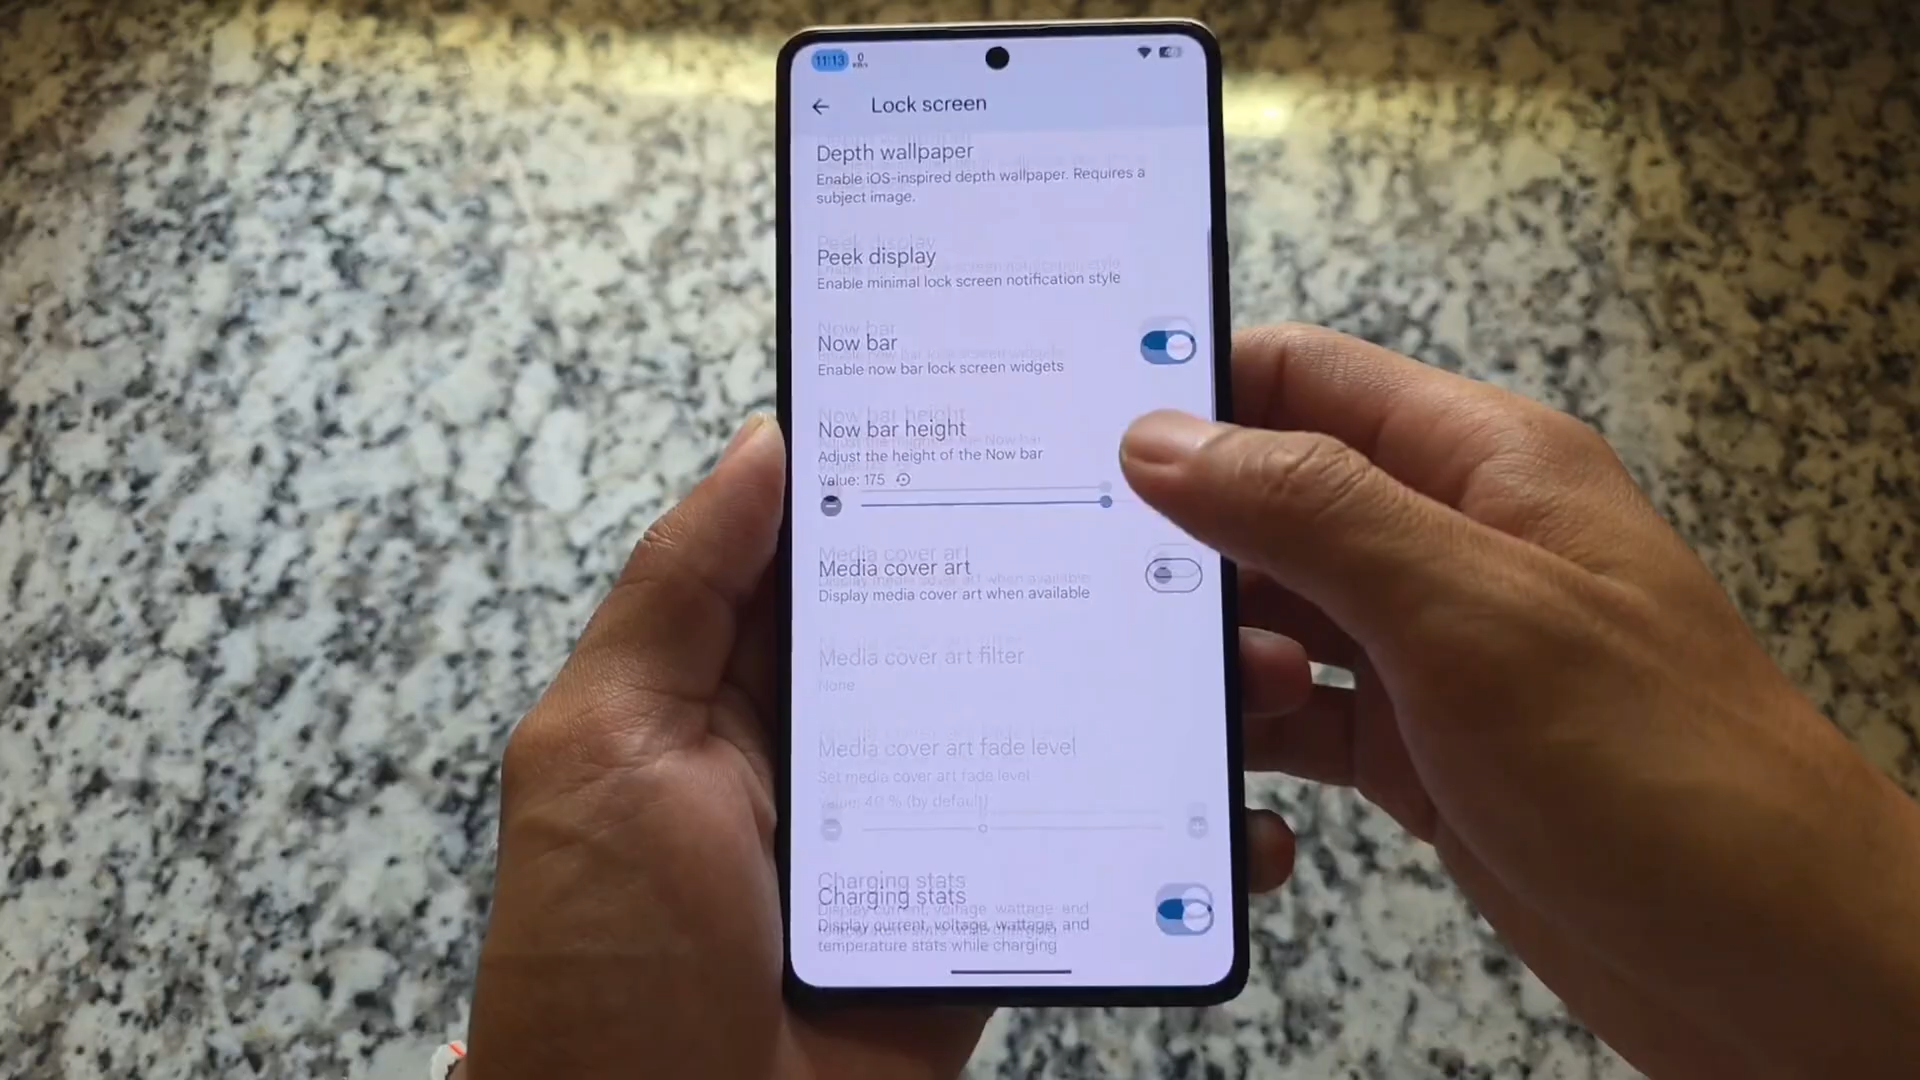 11:13 0
KB/s
Lock screen
Depth wallpaper
Enable iOS-inspired depth wallpaper. Requires a
subject image.
Peek display
Enable minimal lock screen notification style
Now bar
Enable now bar lock screen widgets
Now bar height
Adjust the height of the Now bar
Value: 175
Media cover art
Display media cover art when available
Media cover art filter
None
Media cover art fade level
Set media cover art fade level
Value: 40 % (by default)
Charging stats
Display current, voltage, wattage, and
temperature stats while charging